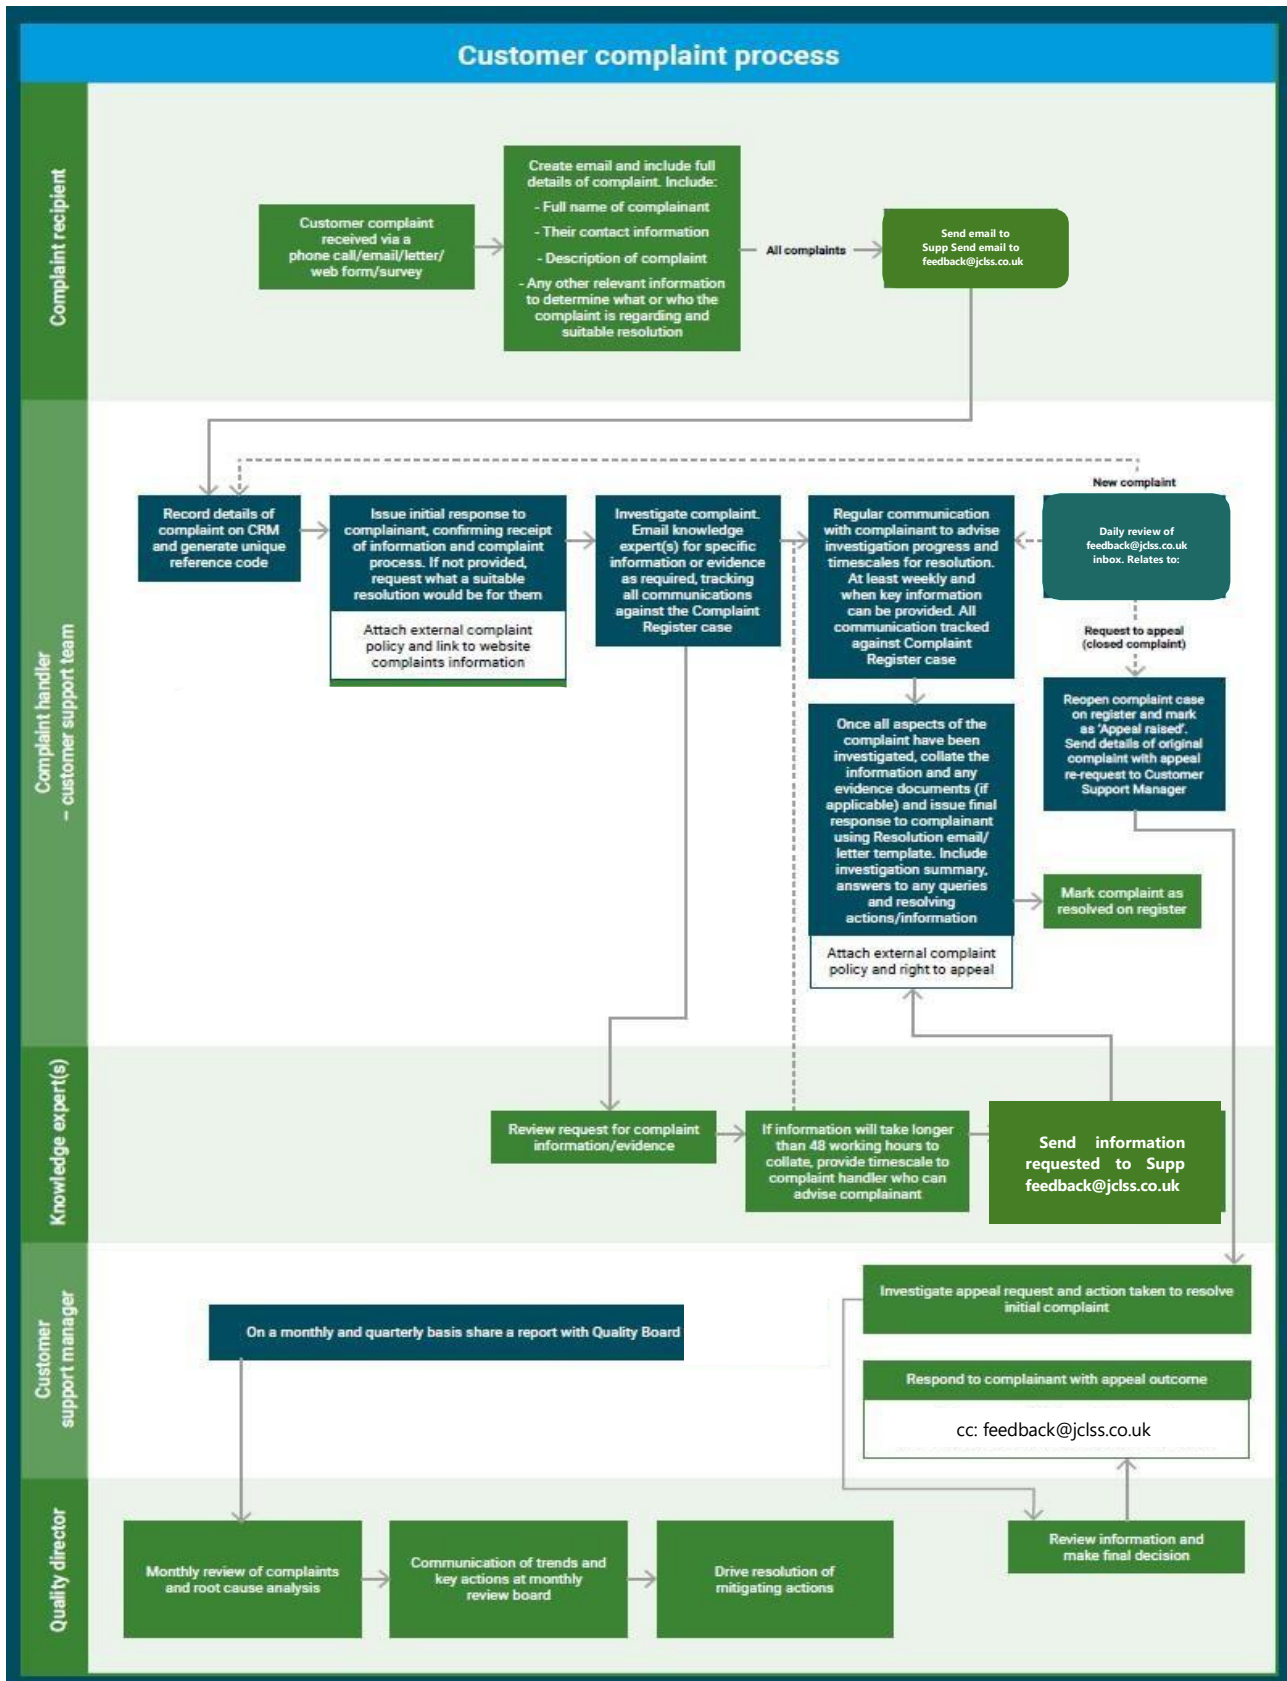 Customer complaint process
Complaint recipient
Customer complaint
received via a
phone call/email/letter/
web form/survey
Create email and include full
details of complaint. Include:
- Full name of complainant
- Their contact information
- Description of complaint
- Any other relevant information
to determine what or who the
complaint is regarding and
suitable resolution
All complaints
Send email to
Supp Send email to
feedback@jclss.co.uk
Complaint handler
– customer support team
Record details of
complaint on CRM
and generate unique
reference code
Issue initial response to
complainant, confirming receipt
of information and complaint
process. If not provided,
request what a suitable
resolution would be for them
Attach external complaint
policy and link to website
complaints information
Investigate complaint.
Email knowledge
expert(s) for specific
information or evidence
as required, tracking
all communications
against the Complaint
Register case
Regular communication
with complainant to advise
investigation progress and
timescales for resolution.
At least weekly and
when key information
can be provided. All
communication tracked
against Complaint
Register case
New complaint
Daily review of
feedback@jclss.co.uk
inbox. Relates to:
Request to appeal
(closed complaint)
Reopen complaint case
on register and mark
as 'Appeal raised'.
Send details of original
complaint with appeal
re-request to Customer
Support Manager
Once all aspects of the
complaint have been
investigated, collate the
information and any
evidence documents (if
applicable) and issue final
response to complainant
using Resolution email/
letter template. Include
investigation summary,
answers to any queries
and resolving
actions/information
Attach external complaint
policy and right to appeal
Mark complaint as
resolved on register
Knowledge expert(s)
Review request for complaint
information/evidence
If information will take longer
than 48 working hours to
collate, provide timescale to
complaint handler who can
advise complainant
Send information
requested to Supp
feedback@jclss.co.uk
Customer
support manager
On a monthly and quarterly basis share a report with Quality Board
Investigate appeal request and action taken to resolve
initial complaint
Respond to complainant with appeal outcome
cc: feedback@jclss.co.uk
Quality director
Monthly review of complaints
and root cause analysis
Communication of trends and
key actions at monthly
review board
Drive resolution of
mitigating actions
Review information and
make final decision